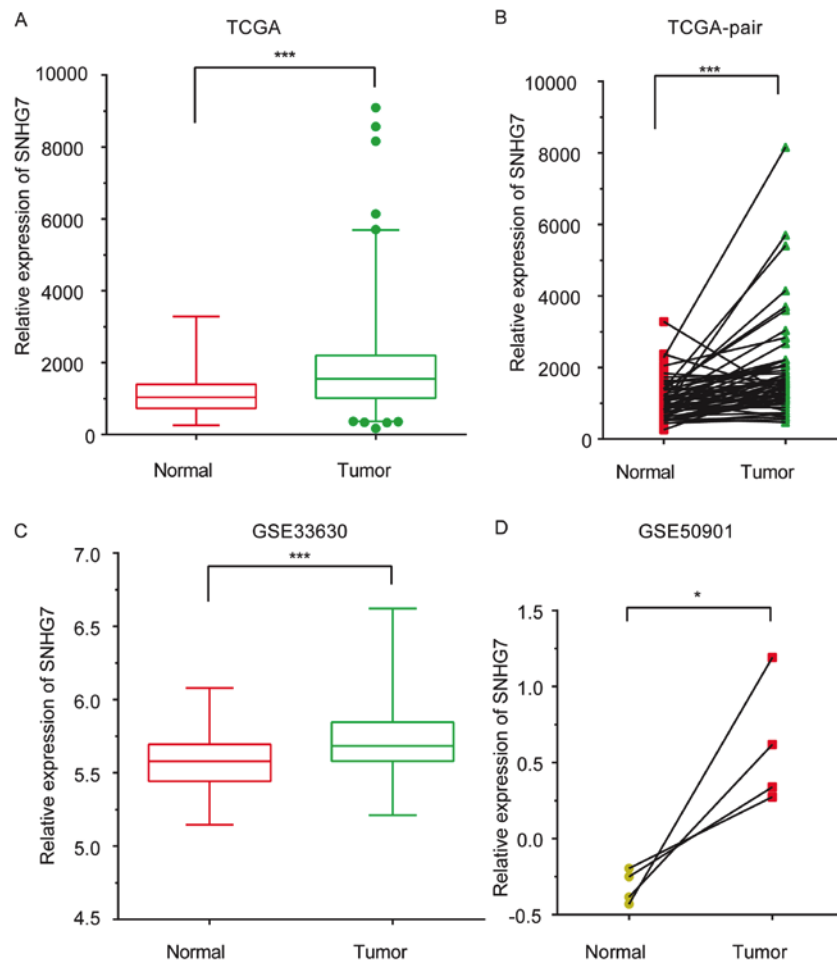 A
TCGA
***
Relative expression of SNHG7
10000
8000
6000
4000
2000
0
Normal Tumor
B
TCGA-pair
***
Relative expression of SNHG7
10000
8000
6000
4000
2000
0
Normal Tumor
C
GSE33630
***
Relative expression of SNHG7
7.0
6.5
6.0
5.5
5.0
4.5
Normal Tumor
D
GSE50901
*
Relative expression of SNHG7
1.5
1.0
0.5
0.0
-0.5
Normal Tumor